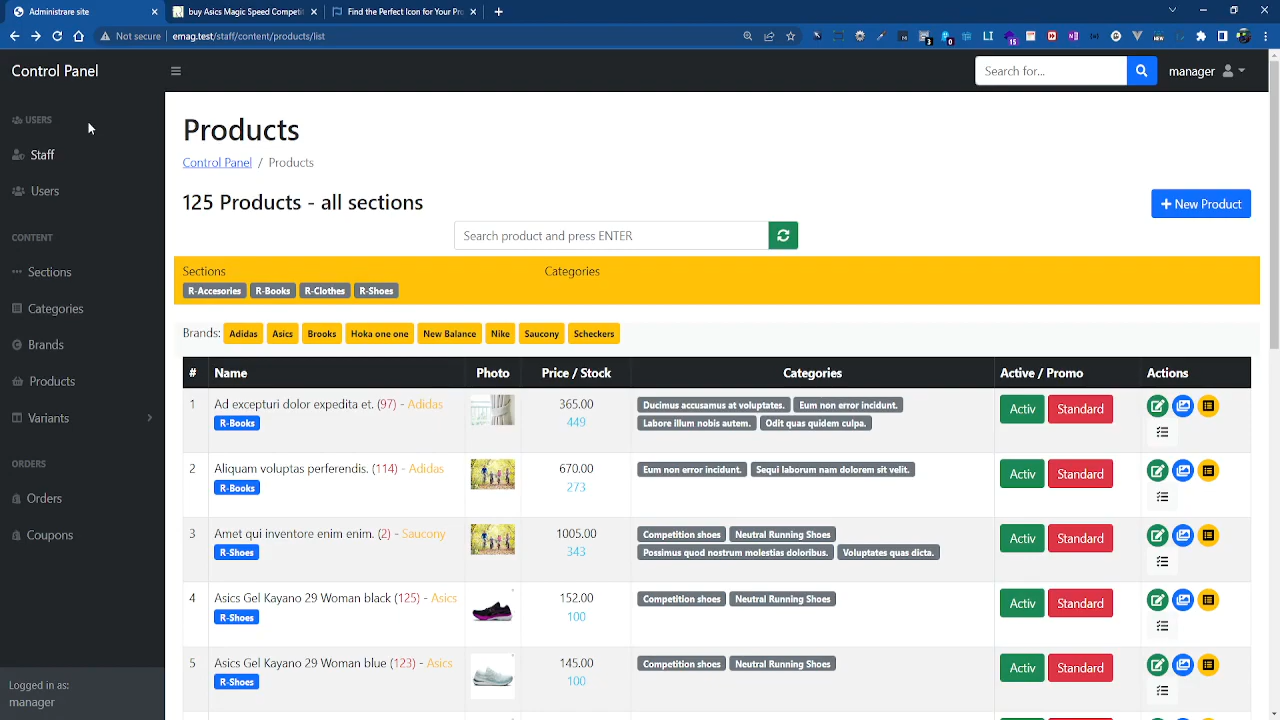 Administrare site
buy Asics Magic Speed Competi
Find the Perfect Icon for Your Pro
Not secure
emag.test/staff/content/products/list
Control Panel
Search for...
manager
USERS
Staff
Users
CONTENT
Sections
Categories
Brands
Products
Variants
ORDERS
Orders
Coupons
Logged in as:
manager
Products
Control Panel / Products
125 Products - all sections
New Product
Search product and press ENTER
Sections
Categories
R-Accesories R-Books R-Clothes R-Shoes
Brands: Adidas Asics Brooks Hoka one one New Balance Nike Saucony Scheckers
# Name Photo Price / Stock Categories Active / Promo Actions
1 Ad excepturi dolor expedita et. (97) - Adidas 365.00 Ducimus accusamus at voluptates. Eum non error incidunt. Activ Standard
R-Books 449 Labore illum nobis autem. Odit quas quidem culpa.
2 Aliquam voluptas perferendis. (114) - Adidas 670.00 Eum non error incidunt. Sequi laborum nam dolorem sit velit. Activ Standard
R-Books 273
3 Amet qui inventore enim enim. (2) - Saucony 1005.00 Competition shoes Neutral Running Shoes Activ Standard
R-Shoes 343 Possimus quod nostrum molestias doloribus. Voluptates quas dicta.
4 Asics Gel Kayano 29 Woman black (125) - Asics 152.00 Competition shoes Neutral Running Shoes Activ Standard
R-Shoes 100
5 Asics Gel Kayano 29 Woman blue (123) - Asics 145.00 Competition shoes Neutral Running Shoes Activ Standard
R-Shoes 100